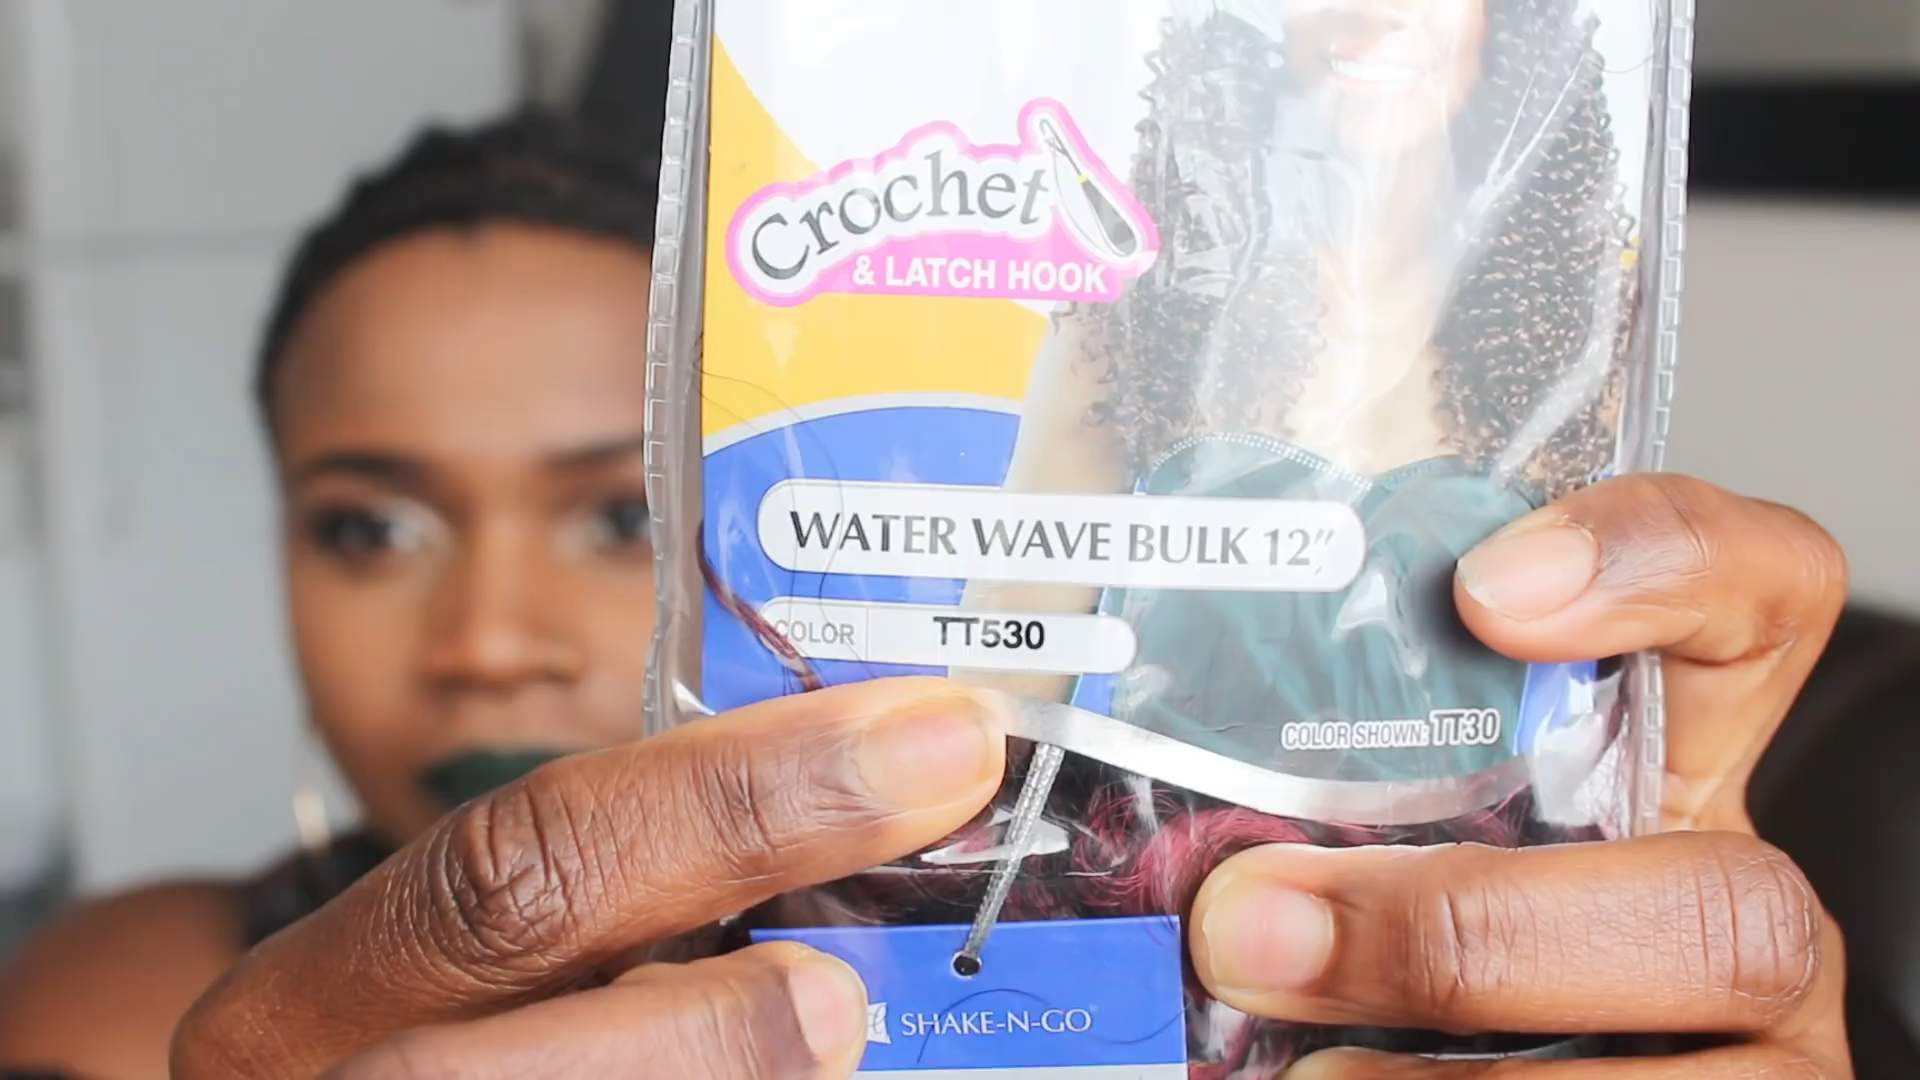 Crochet
& LATCH HOOK
WATER WAVE BULK 12"
COLOR TT530
COLOR SHOWN: TT30
SHAKE-N-GO